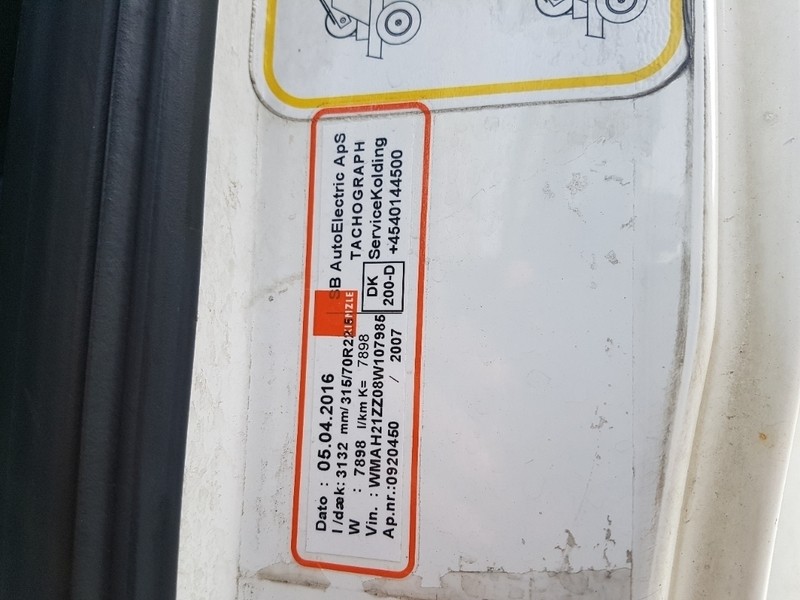 Dato : 05.04.2016 SB AutoElectric ApS
l /dæk: 3132 mm/ 315/70R22,5 TACHOGRAPH
W : 7898 l/km K= 7898 ServiceKolding
KIENZLE
DK
200-D
+4540144500
Vin. : WMAH21ZZ08W107985
Ap.nr.:0920450 / 2007